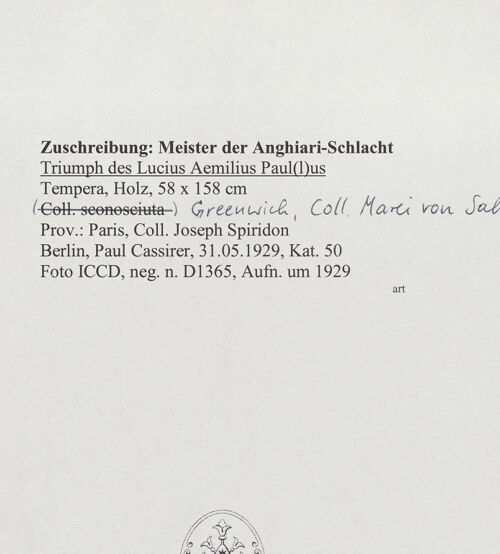 Zuschreibung: Meister der Anghiari-Schlacht
Triumph des Lucius Aemilius Paul(l)us
Tempera, Holz, 58 x 158 cm
(Coll. sconosciuta) Greenwich, Coll. Marei von
Prov.: Paris, Coll. Joseph Spiridon
Berlin, Paul Cassirer, 31.05.1929, Kat. 50
Foto ICCD, neg. n. D1365, Aufn. um 1929
art